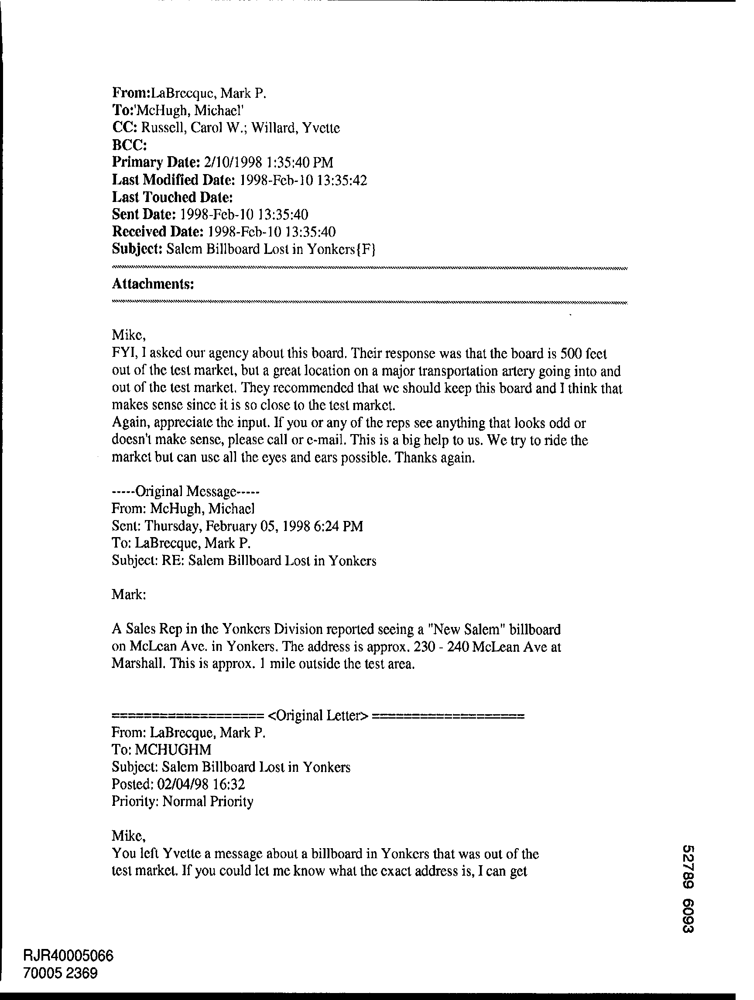 From:LaBrecque, Mark P.
To:'McHugh, Michael'
CC: Russell, Carol W.; Willard, Yvette
BCC:
Primary Date: 2/10/1998 1:35:40 PM
Last Modified Date: 1998-Feb-10 13:35:42
Last Touched Date:
Sent Date: 1998-Feb-10 13:35:40
Received Date: 1998-Feb-10 13:35:40
Subject: Salem Billboard Lost in Yonkers{F}
Attachments:
Mike,
FYI, I asked our agency about this board. Their response was that the board is 500 feet
out of the test market, but a great location on a major transportation artery going into and
out of the test market. They recommended that we should keep this board and I think that
makes sense since it is so close to the test market.
Again, appreciate the input. If you or any of the reps see anything that looks odd or
doesn't make sense, please call or e-mail. This is a big help to us. We try to ride the
market but can use all the eyes and ears possible. Thanks again.
-----Original Message-----
From: McHugh, Michael
Sent: Thursday, February 05, 1998 6:24 PM
To: LaBrecque, Mark P.
Subject: RE: Salem Billboard Lost in Yonkers
Mark:
A Sales Rep in the Yonkers Division reported seeing a "New Salem" billboard
on McLean Ave. in Yonkers. The address is approx. 230 - 240 McLean Ave at
Marshall. This is approx. 1 mile outside the test area.
=================== <Original Letter> ===================
From: LaBrecque, Mark P.
To: MCHUGHM
Subject: Salem Billboard Lost in Yonkers
Posted: 02/04/98 16:32
Priority: Normal Priority
Mike,
You left Yvette a message about a billboard in Yonkers that was out of the
test market. If you could let me know what the exact address is, I can get
52789 6093
RJR40005066
70005 2369